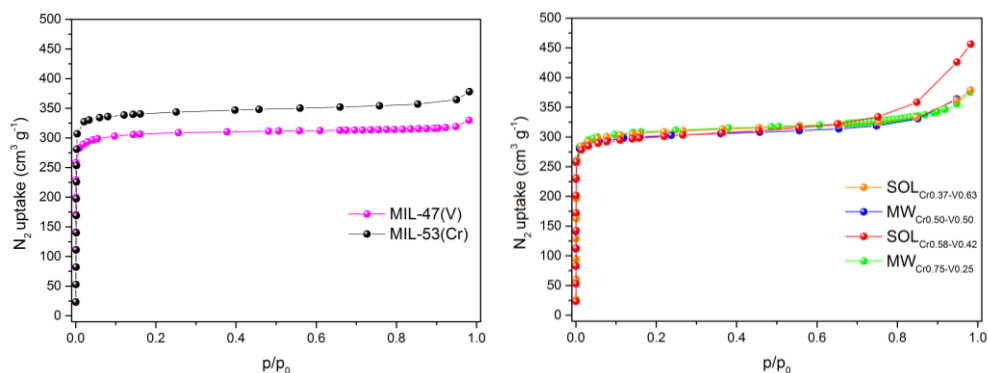 500
450
400
350
300
250
200
150
100
50
0
N2 uptake (cm3 g-1)
MIL-47(V)
MIL-53(Cr)
0.0 0.2 0.4 0.6 0.8 1.0
p/p0
500
450
400
350
300
250
200
150
100
50
0
N2 uptake (cm3 g-1)
SOLCr0.37-V0.63
MWCr0.50-V0.50
SOLCr0.58-V0.42
MWCr0.75-V0.25
0.0 0.2 0.4 0.6 0.8 1.0
p/p0